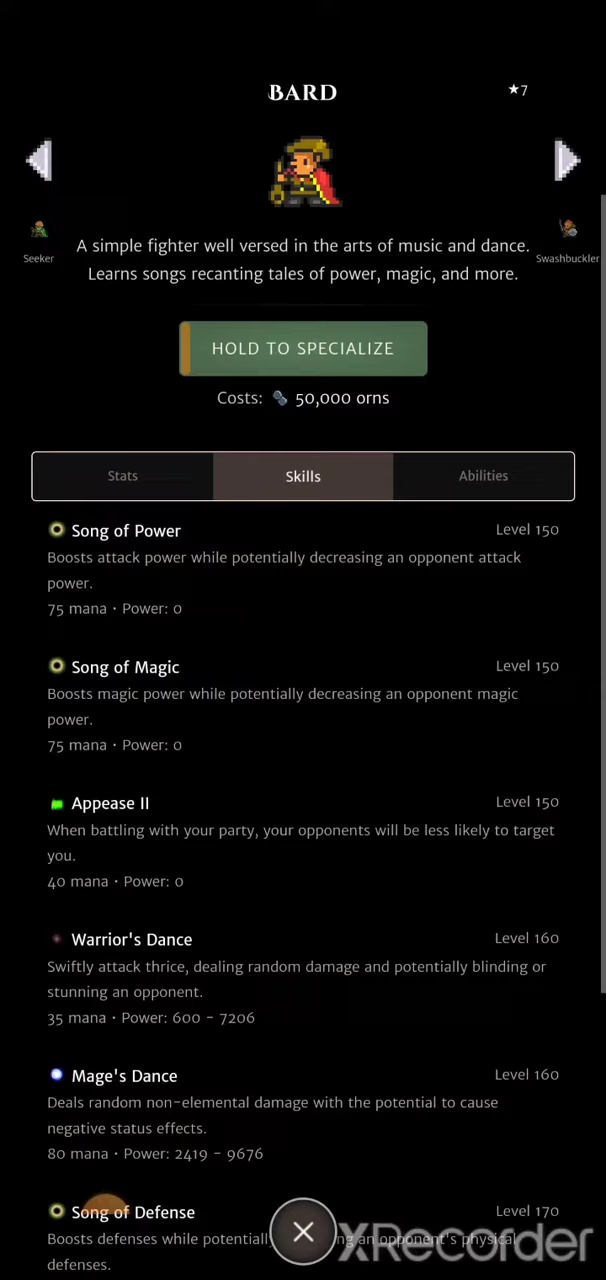 BARD
★7
Seeker
Swashbuckler
A simple fighter well versed in the arts of music and dance.
Learns songs recanting tales of power, magic, and more.
HOLD TO SPECIALIZE
Costs: 50,000 orns
Stats
Skills
Abilities
Song of Power Level 150
Boosts attack power while potentially decreasing an opponent attack
power.
75 mana • Power: 0
Song of Magic Level 150
Boosts magic power while potentially decreasing an opponent magic
power.
75 mana • Power: 0
Appease II Level 150
When battling with your party, your opponents will be less likely to target
you.
40 mana • Power: 0
Warrior's Dance Level 160
Swiftly attack thrice, dealing random damage and potentially blinding or
stunning an opponent.
35 mana • Power: 600 - 7206
Mage's Dance Level 160
Deals random non-elemental damage with the potential to cause
negative status effects.
80 mana • Power: 2419 - 9676
Song of Defense Level 170
Boosts defenses while an opponent's physical
defenses.
XRecorder